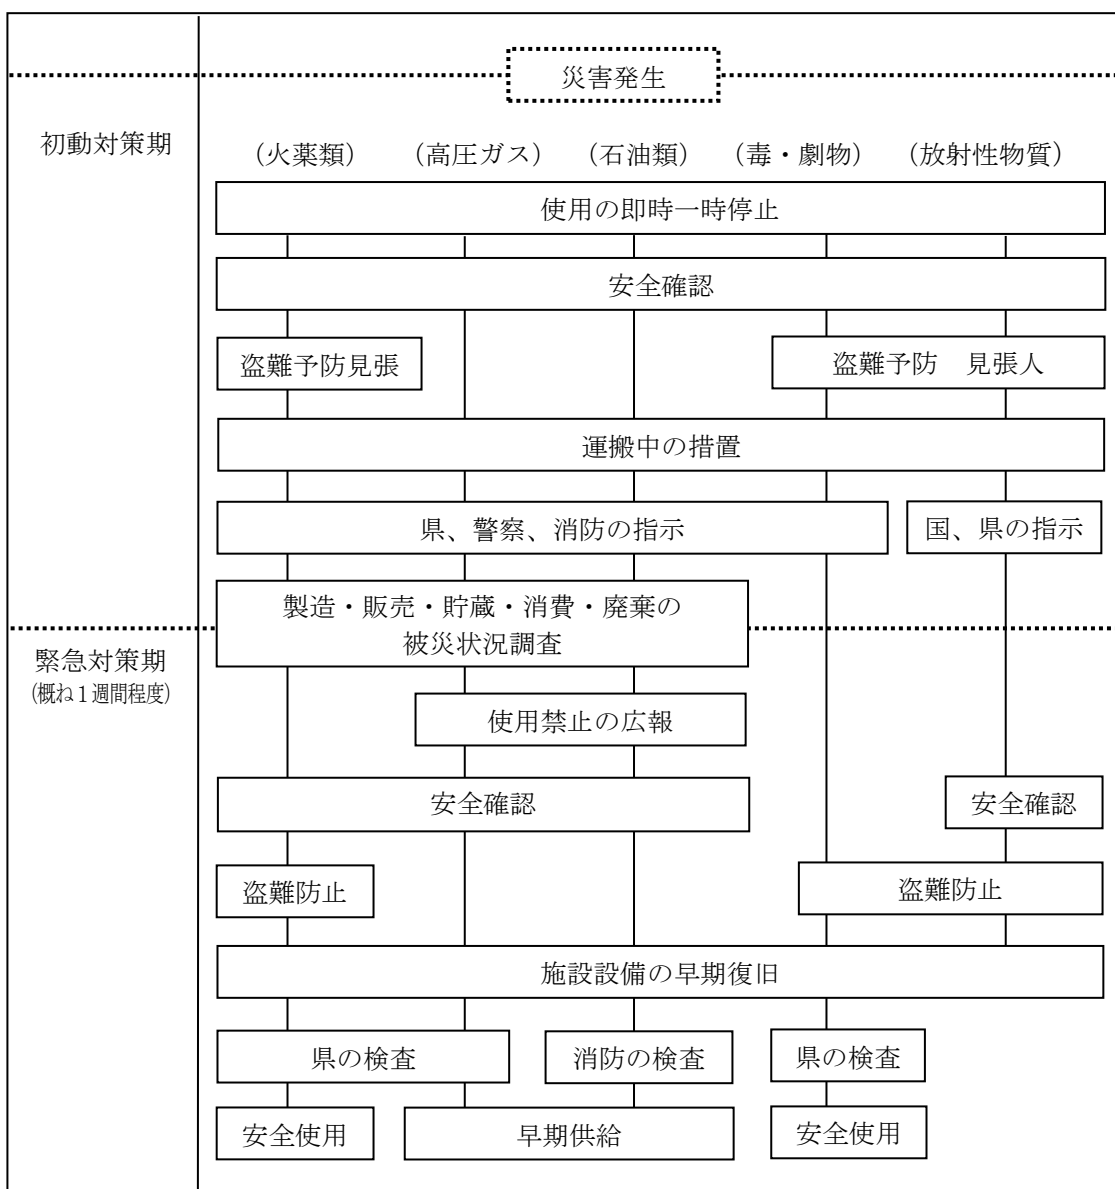 災害発生
初動対策期
（火薬類）　（高圧ガス）　（石油類）　（毒・劇物）　（放射性物質）
使用の即時一時停止
安全確認
盗難予防見張
盗難予防　見張人
運搬中の措置
県、警察、消防の指示
国、県の指示
製造・販売・貯蔵・消費・廃棄の
被災状況調査
緊急対策期
（概ね１週間程度）
使用禁止の広報
安全確認
安全確認
盗難防止
盗難防止
施設設備の早期復旧
県の検査
消防の検査
県の検査
安全使用
早期供給
安全使用